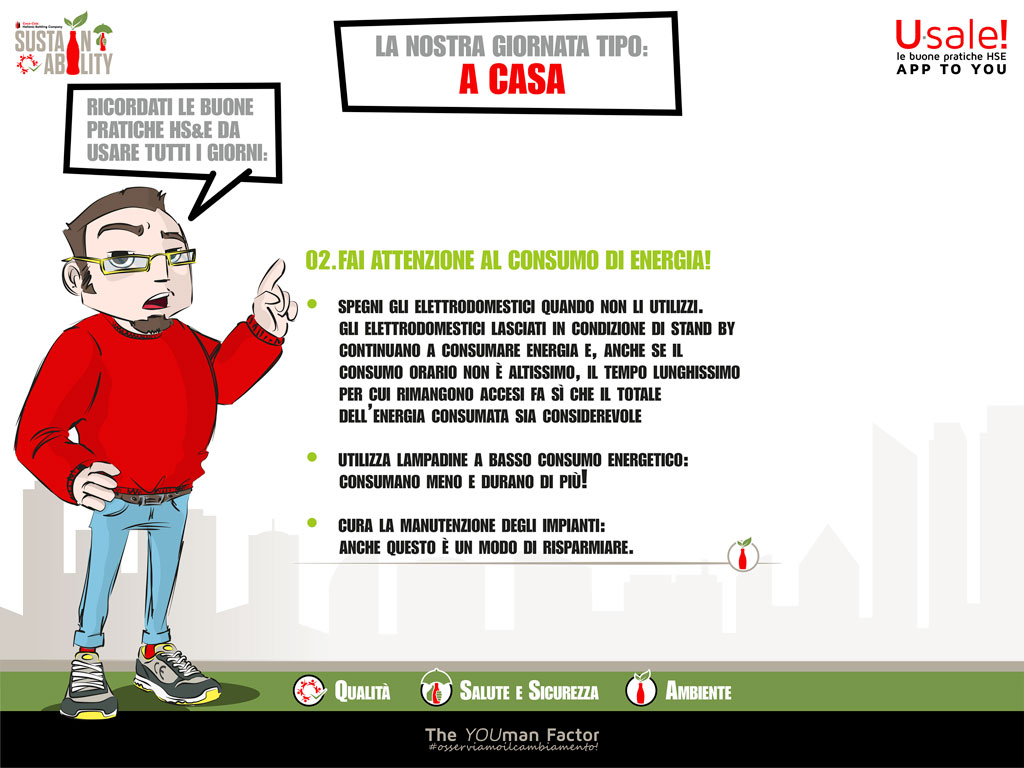 Coca-Cola
Hellenic Bottling Company
SUSTAIN
ABILITY
LA NOSTRA GIORNATA TIPO:
A CASA
U•sale!
le buone pratiche HSE
APP TO YOU
RICORDATI LE BUONE
PRATICHE HS&E DA
USARE TUTTI I GIORNI:
02.FAI ATTENZIONE AL CONSUMO DI ENERGIA!
• SPEGNI GLI ELETTRODOMESTICI QUANDO NON LI UTILIZZI.
GLI ELETTRODOMESTICI LASCIATI IN CONDIZIONE DI STAND BY
CONTINUANO A CONSUMARE ENERGIA E, ANCHE SE IL
CONSUMO ORARIO NON È ALTISSIMO, IL TEMPO LUNGHISSIMO
PER CUI RIMANGONO ACCESI FA SÌ CHE IL TOTALE
DELL'ENERGIA CONSUMATA SIA CONSIDEREVOLE
• UTILIZZA LAMPADINE A BASSO CONSUMO ENERGETICO:
CONSUMANO MENO E DURANO DI PIÙ!
• CURA LA MANUTENZIONE DEGLI IMPIANTI:
ANCHE QUESTO È UN MODO DI RISPARMIARE.
QUALITÀ
SALUTE E SICUREZZA
AMBIENTE
The YOUman Factor
#osserviamoilcambiamento!